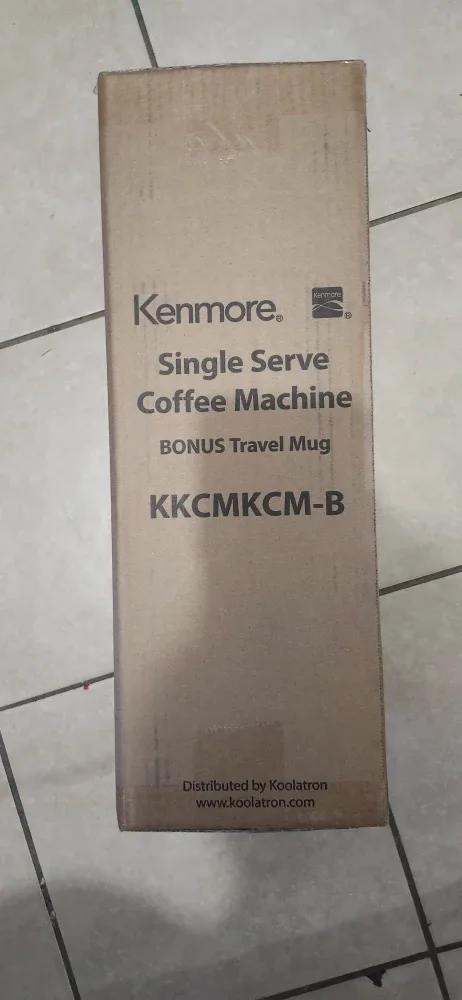 Kenmore® Kenmore®
Single Serve
Coffee Machine
BONUS Travel Mug
KKCMKCM-B
Distributed by Koolatron
www.koolatron.com